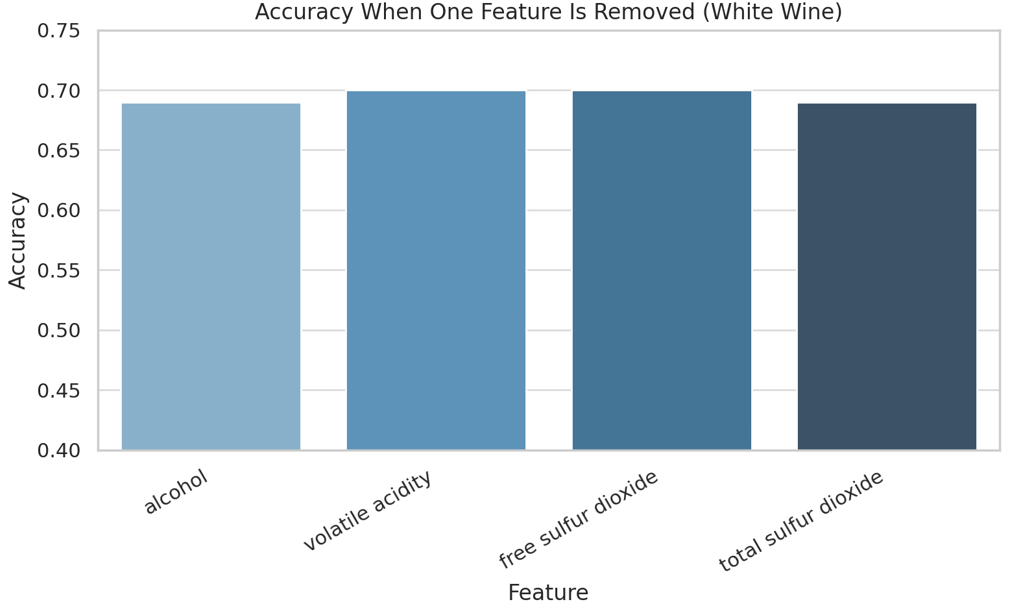 Accuracy When One Feature Is Removed (White Wine)
0.75
0.70
0.65
0.60
0.55
0.50
0.45
0.40
Accuracy
alcohol
volatile acidity
free sulfur dioxide
total sulfur dioxide
Feature